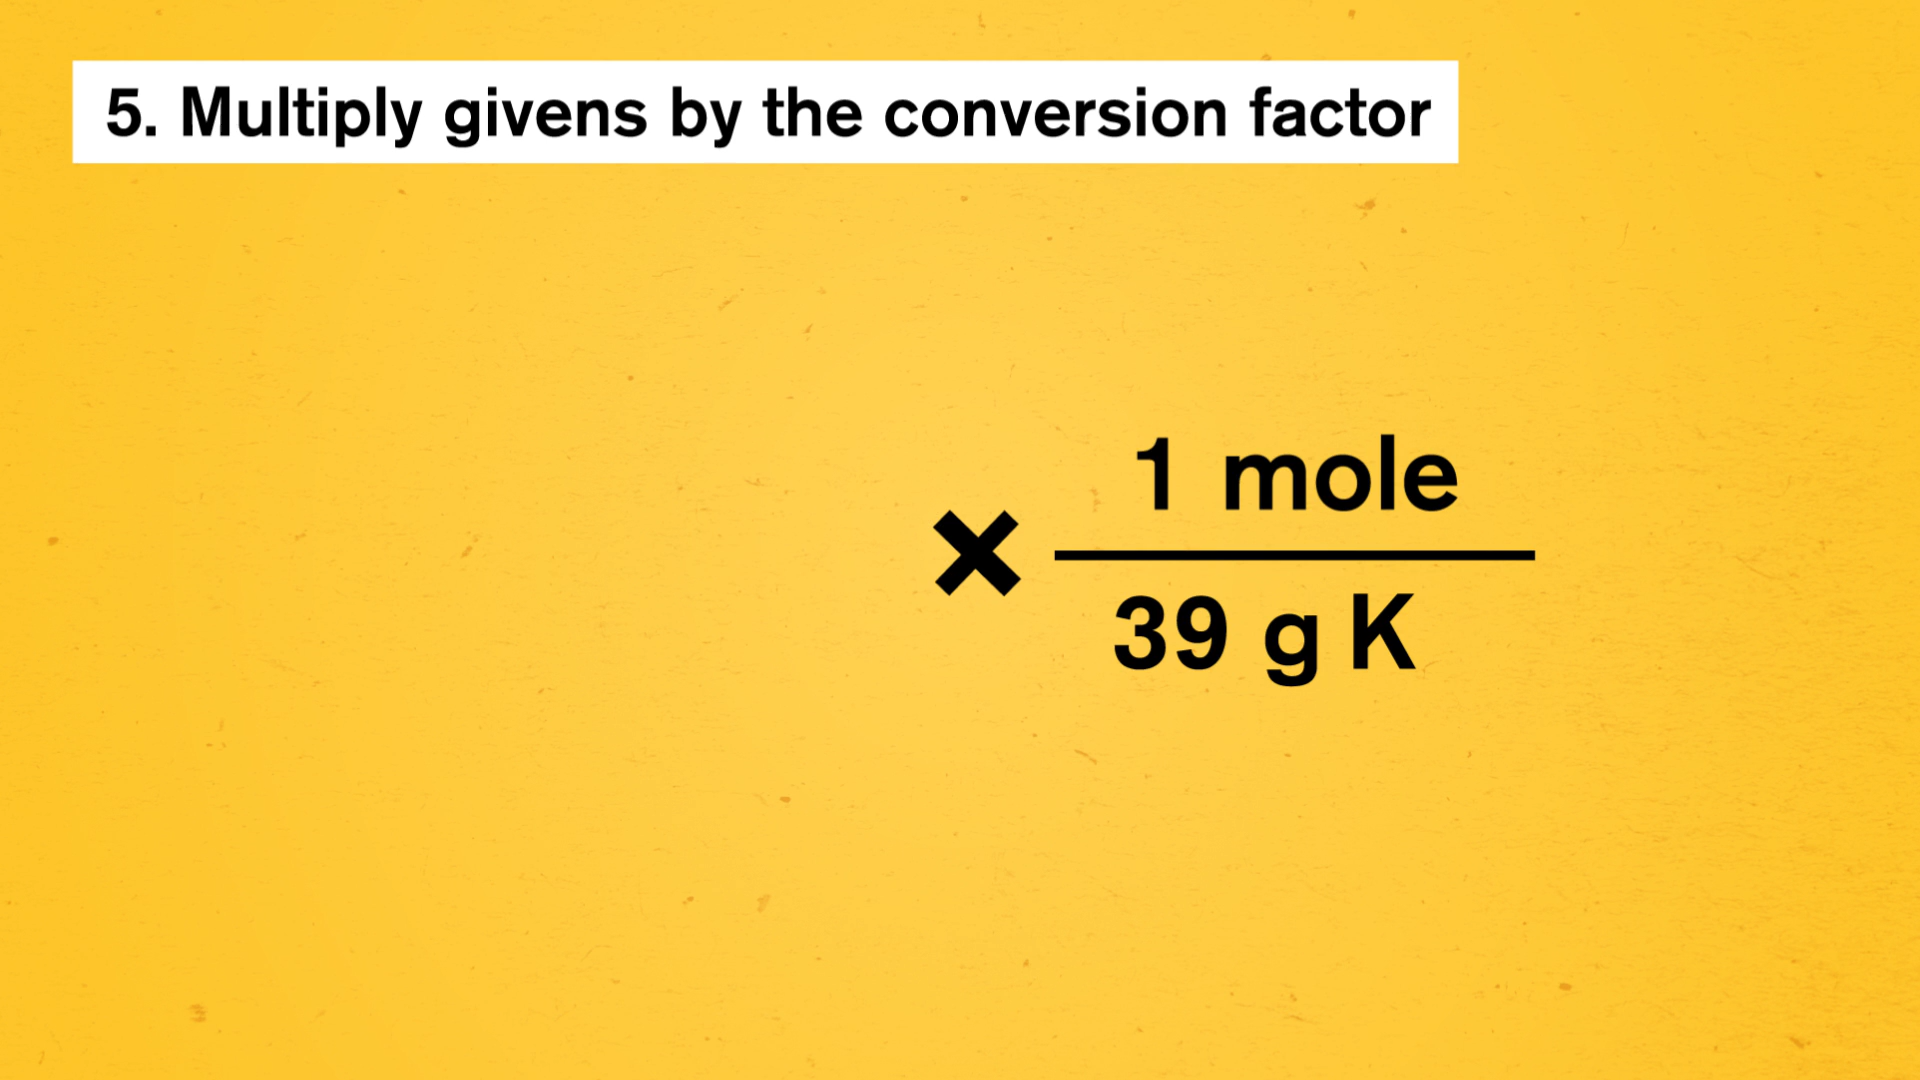 5. Multiply givens by the conversion factor
× 1 mole
39 g K